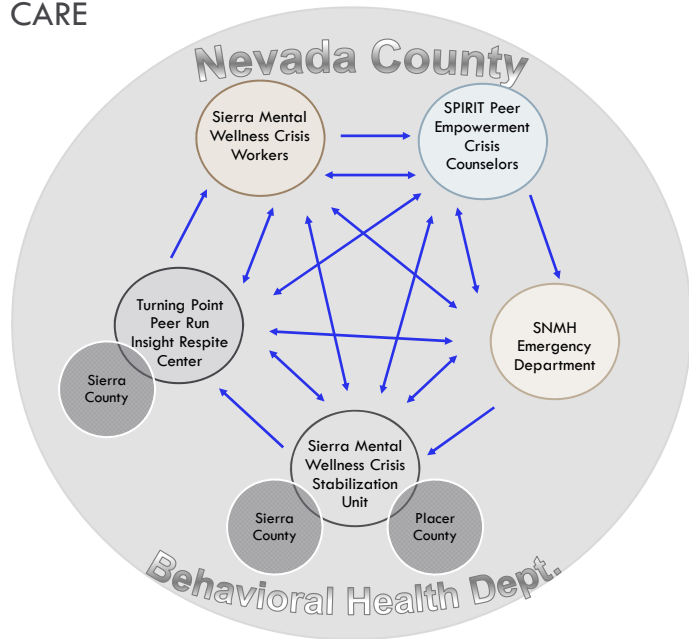 CARE
Nevada County
Sierra Mental
Wellness Crisis
Workers
SPIRIT Peer
Empowerment
Crisis
Counselors
Turning Point
Peer Run
Insight Respite
Center
SNMH
Emergency
Department
Sierra
County
Sierra Mental
Wellness Crisis
Stabilization
Unit
Sierra
County
Placer
County
Behavioral Health Dept.